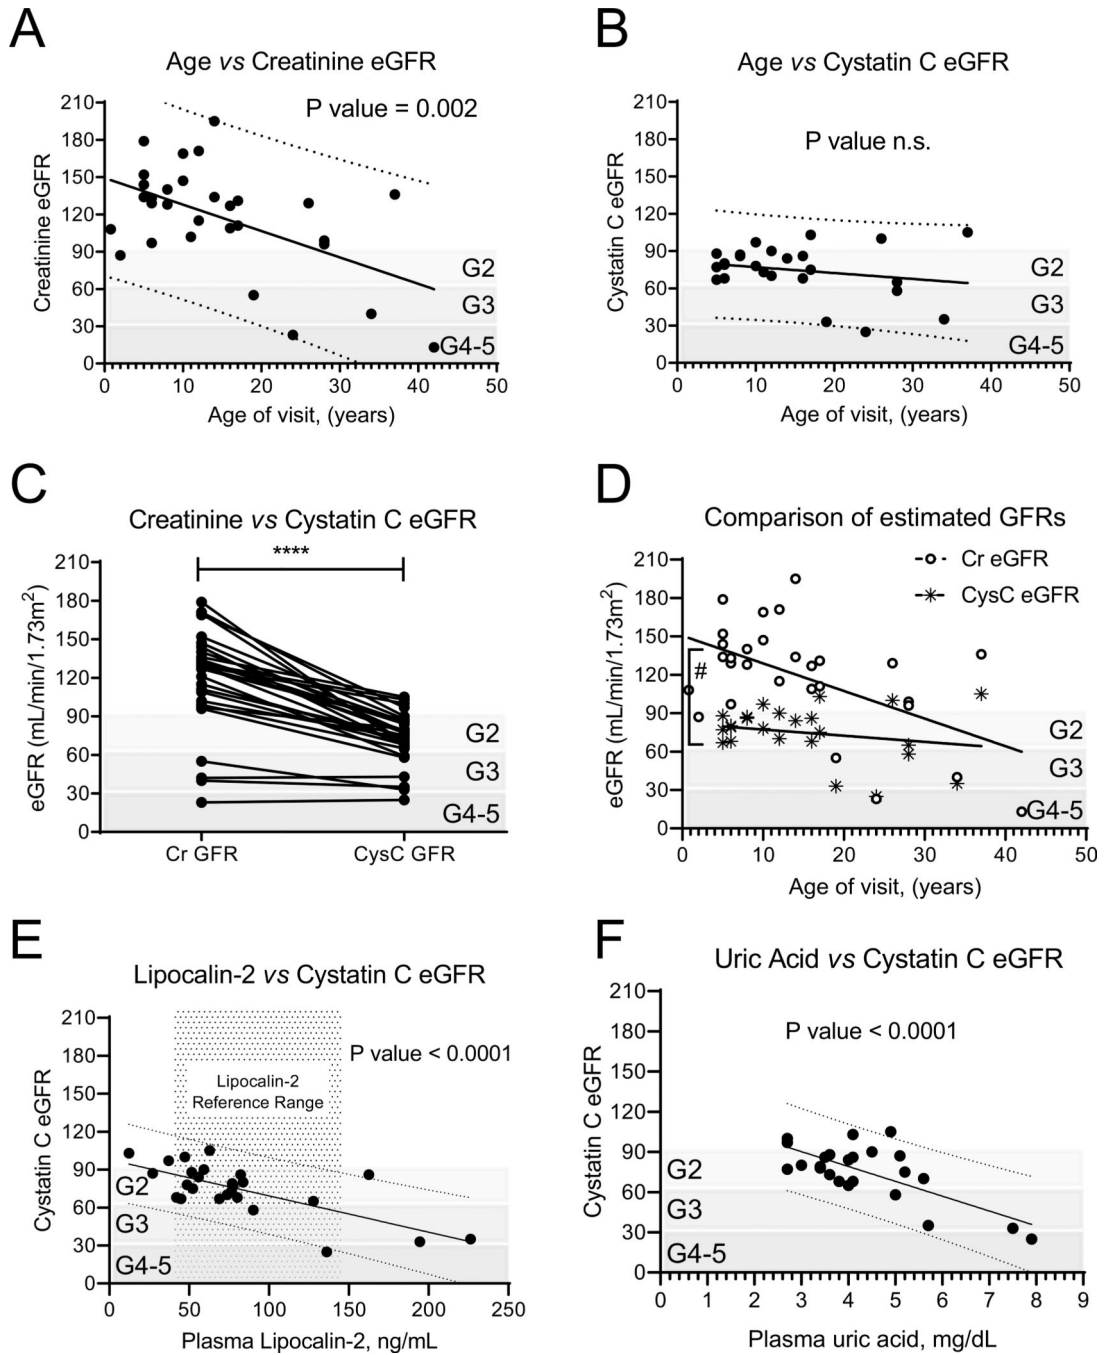 A
Age vs Creatinine eGFR
P value = 0.002
Creatinine eGFR
210
180
150
120
90
60
30
0
G2
G3
G4-5
0 10 20 30 40 50
Age of visit, (years)
B
Age vs Cystatin C eGFR
P value n.s.
Cystatin C eGFR
210
180
150
120
90
60
30
0
G2
G3
G4-5
0 10 20 30 40 50
Age of visit, (years)
C
Creatinine vs Cystatin C eGFR
****
eGFR (mL/min/1.73m²)
210
180
150
120
90
60
30
0
G2
G3
G4-5
Cr GFR CysC GFR
D
Comparison of estimated GFRs
Cr eGFR
CysC eGFR
#
eGFR (mL/min/1.73m²)
210
180
150
120
90
60
30
0
G2
G3
G4-5
0 10 20 30 40 50
Age of visit, (years)
E
Lipocalin-2 vs Cystatin C eGFR
P value < 0.0001
Lipocalin-2
Reference Range
Cystatin C eGFR
210
180
150
120
90
60
30
0
G2
G3
G4-5
0 50 100 150 200 250
Plasma Lipocalin-2, ng/mL
F
Uric Acid vs Cystatin C eGFR
P value < 0.0001
Cystatin C eGFR
210
180
150
120
90
60
30
0
G2
G3
G4-5
0 1 2 3 4 5 6 7 8 9
Plasma uric acid, mg/dL